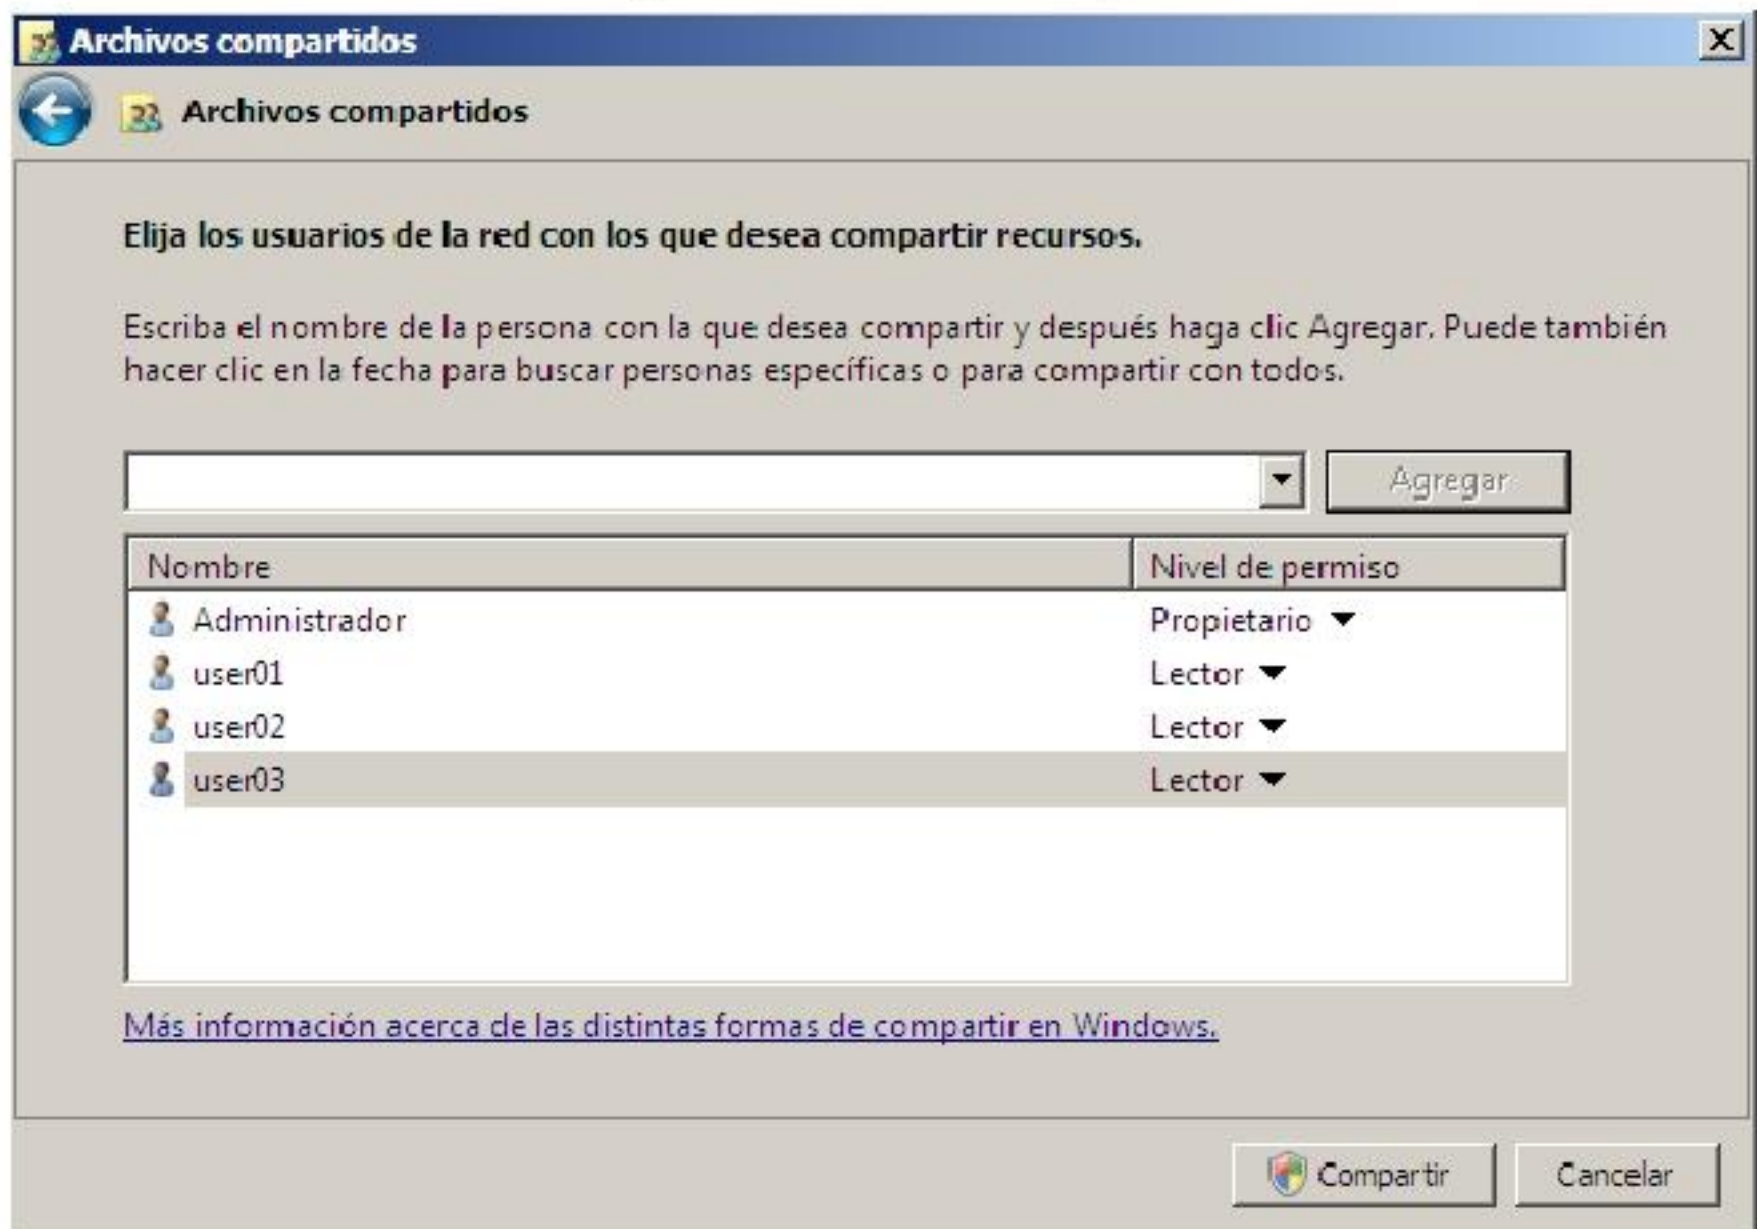 Archivos compartidos
Archivos compartidos
Elija los usuarios de la red con los que desea compartir recursos.
Escriba el nombre de la persona con la que desea compartir y después haga clic Agregar. Puede también
hacer clic en la fecha para buscar personas específicas o para compartir con todos.
Agregar
Nombre Nivel de permiso
Administrador Propietario
user01 Lector
user02 Lector
user03 Lector
Más información acerca de las distintas formas de compartir en Windows.
Compartir Cancelar